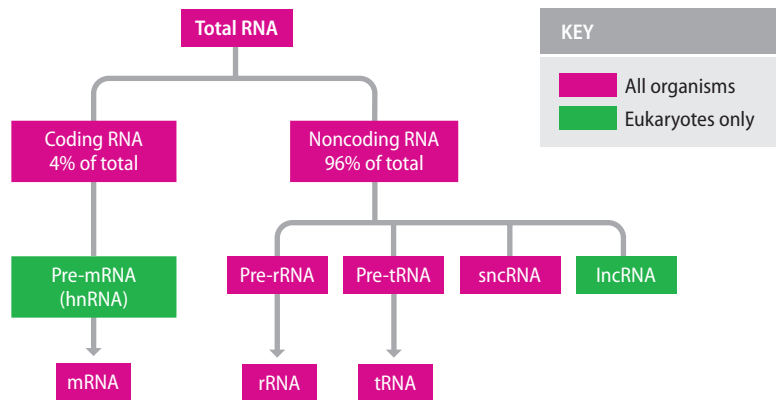 Total RNA
KEY
All organisms
Eukaryotes only
Coding RNA
4% of total
Noncoding RNA
96% of total
Pre-mRNA
(hnRNA)
Pre-rRNA
Pre-tRNA
sncRNA
lncRNA
mRNA
rRNA
tRNA